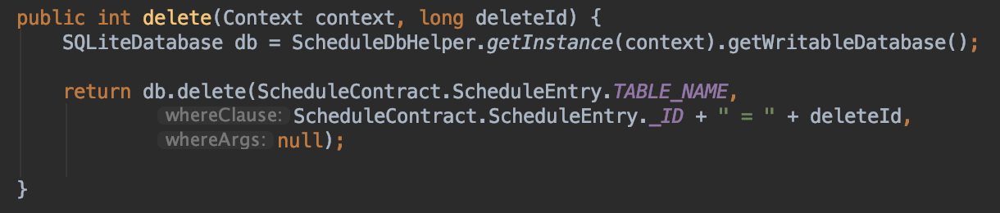 public int delete(Context context, long deleteId) {
SQLiteDatabase db = ScheduleDbHelper.getInstance(context).getWritableDatabase();
return db.delete(ScheduleContract.ScheduleEntry.TABLE_NAME,
whereClause: ScheduleContract.ScheduleEntry._ID + " = " + deleteId,
whereArgs: null);
}